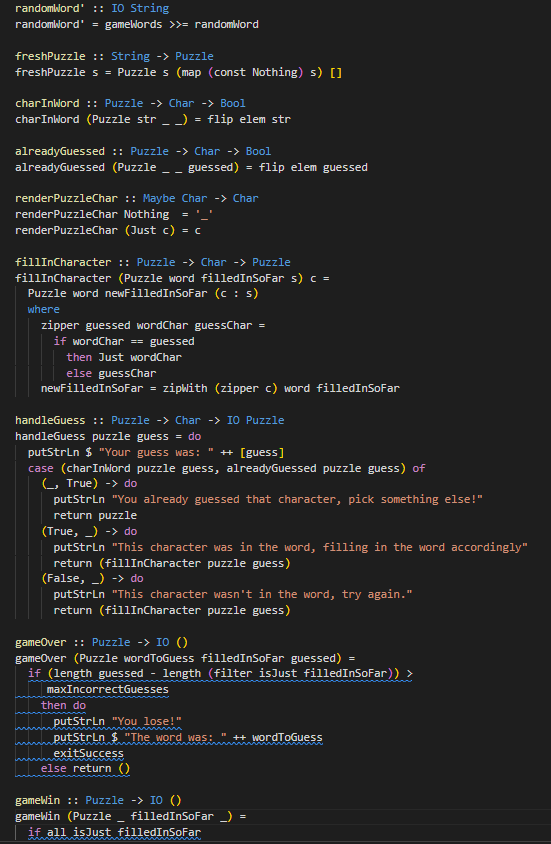 randomWord' :: IO String
randomWord' = gameWords >>= randomWord

freshPuzzle :: String -> Puzzle
freshPuzzle s = Puzzle s (map (const Nothing) s) []

charInWord :: Puzzle -> Char -> Bool
charInWord (Puzzle str _ _) = flip elem str

alreadyGuessed :: Puzzle -> Char -> Bool
alreadyGuessed (Puzzle _ _ guessed) = flip elem guessed

renderPuzzleChar :: Maybe Char -> Char
renderPuzzleChar Nothing  = '_'
renderPuzzleChar (Just c) = c

fillInCharacter :: Puzzle -> Char -> Puzzle
fillInCharacter (Puzzle word filledInSoFar s) c =
  Puzzle word newFilledInSoFar (c : s)
  where
    zipper guessed wordChar guessChar =
      if wordChar == guessed
        then Just wordChar
        else guessChar
    newFilledInSoFar = zipWith (zipper c) word filledInSoFar

handleGuess :: Puzzle -> Char -> IO Puzzle
handleGuess puzzle guess = do
  putStrLn $ "Your guess was: " ++ [guess]
  case (charInWord puzzle guess, alreadyGuessed puzzle guess) of
    (_, True) -> do
      putStrLn "You already guessed that character, pick something else!"
      return puzzle
    (True, _) -> do
      putStrLn "This character was in the word, filling in the word accordingly"
      return (fillInCharacter puzzle guess)
    (False, _) -> do
      putStrLn "This character wasn't in the word, try again."
      return (fillInCharacter puzzle guess)

gameOver :: Puzzle -> IO ()
gameOver (Puzzle wordToGuess filledInSoFar guessed) =
  if (length guessed - length (filter isJust filledInSoFar)) >
     maxIncorrectGuesses
    then do
      putStrLn "You lose!"
      putStrLn $ "The word was: " ++ wordToGuess
      exitSuccess
    else return ()

gameWin :: Puzzle -> IO ()
gameWin (Puzzle _ filledInSoFar _) =
  if all isJust filledInSoFar